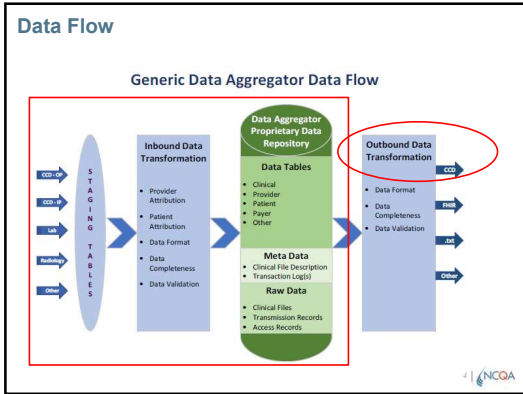 Data Flow
Generic Data Aggregator Data Flow
CCD - OP
CCD - IP
Lab
Radiology
Other
S
T
A
G
I
N
G
T
A
B
L
E
S
Inbound Data
Transformation
• Provider
Attribution
• Patient
Attribution
• Data Format
• Data
Completeness
• Data Validation
Data Aggregator
Proprietary Data
Repository
Data Tables
• Clinical
• Provider
• Patient
• Payer
• Other
Meta Data
• Clinical File Description
• Transaction Log(s)
Raw Data
• Clinical Files
• Transmission Records
• Access Records
Outbound Data
Transformation
• Data Format
• Data
Completeness
• Data Validation
CCD
FHIR
.txt
Other
4 | NCQA